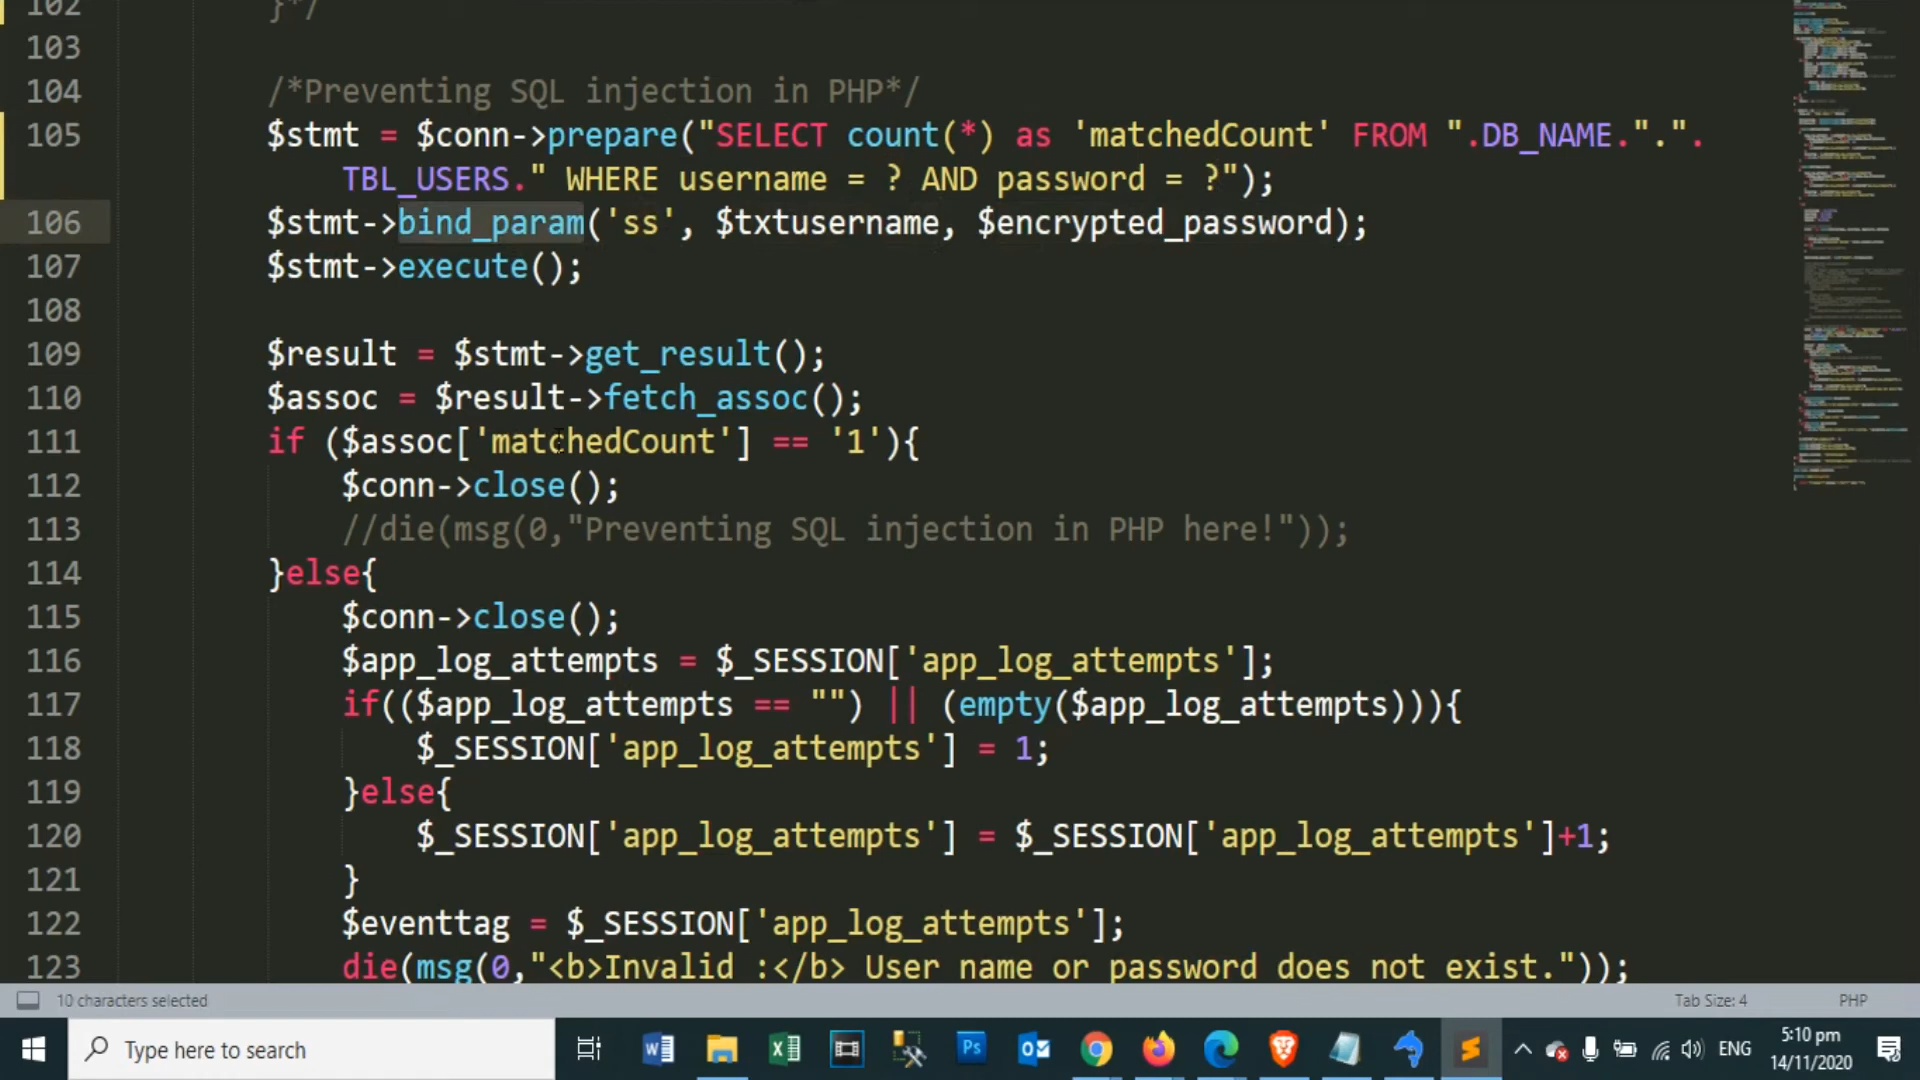 102 }*/
103
104 /*Preventing SQL injection in PHP*/
105 $stmt = $conn->prepare("SELECT count(*) as 'matchedCount' FROM ".DB_NAME.".".
TBL_USERS." WHERE username = ? AND password = ?");
106 $stmt->bind_param('ss', $txtusername, $encrypted_password);
107 $stmt->execute();
108
109 $result = $stmt->get_result();
110 $assoc = $result->fetch_assoc();
111 if ($assoc['matchedCount'] == '1'){
112 $conn->close();
113 //die(msg(0,"Preventing SQL injection in PHP here!"));
114 }else{
115 $conn->close();
116 $app_log_attempts = $_SESSION['app_log_attempts'];
117 if(($app_log_attempts == "") || (empty($app_log_attempts))){
118 $_SESSION['app_log_attempts'] = 1;
119 }else{
120 $_SESSION['app_log_attempts'] = $_SESSION['app_log_attempts']+1;
121 }
122 $eventtag = $_SESSION['app_log_attempts'];
123 die(msg(0,"<b>Invalid :</b> User name or password does not exist."));
10 characters selected Tab Size: 4 PHP
Type here to search ENG 5:10 pm
14/11/2020